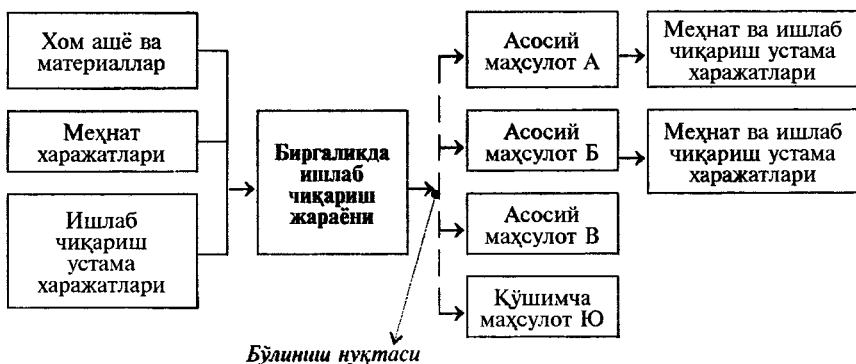 Хом ашё ва
материаллар
Меҳнат
харажатлари
Ишлаб
чиқариш
устама
харажатлари
Биргаликда
ишлаб
чиқариш
жараёни
Асосий
маҳсулот А
Меҳнат ва ишлаб
чиқариш устама
харажатлари
Асосий
маҳсулот Б
Меҳнат ва ишлаб
чиқариш устама
харажатлари
Асосий
маҳсулот В
Қўшимча
маҳсулот Ю
Бўлиниш нуқтаси